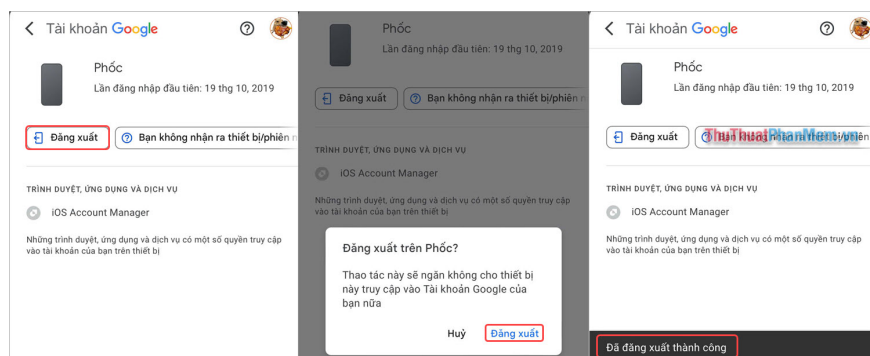 Tài khoản Google
Phốc
Lần đăng nhập đầu tiên: 19 thg 10, 2019
Đăng xuất
Bạn không nhận ra thiết bị/phiên n
TRÌNH DUYỆT, ỨNG DỤNG VÀ DỊCH VỤ
iOS Account Manager
Những trình duyệt, ứng dụng và dịch vụ có một số quyền truy cập
vào tài khoản của bạn trên thiết bị
Phốc
Lần đăng nhập đầu tiên: 19 thg 10, 2019
Đăng xuất
Bạn không nhận ra thiết bị/phiên n
TRÌNH DUYỆT, ỨNG DỤNG VÀ DỊCH VỤ
iOS Account Manager
Những trình duyệt, ứng dụng và dịch vụ có một số quyền truy cập
vào tài khoản của bạn trên thiết bị
Đăng xuất trên Phốc?
Thao tác này sẽ ngăn không cho thiết bị
này truy cập vào Tài khoản Google của
bạn nữa
Huỷ
Đăng xuất
Tài khoản Google
Phốc
Lần đăng nhập đầu tiên: 19 thg 10, 2019
Đăng xuất
Bạn không nhận ra thiết bị/phiên
ThuThuatPhanMem.vn
TRÌNH DUYỆT, ỨNG DỤNG VÀ DỊCH VỤ
iOS Account Manager
Những trình duyệt, ứng dụng và dịch vụ có một số quyền truy cập
vào tài khoản của bạn trên thiết bị
Đã đăng xuất thành công